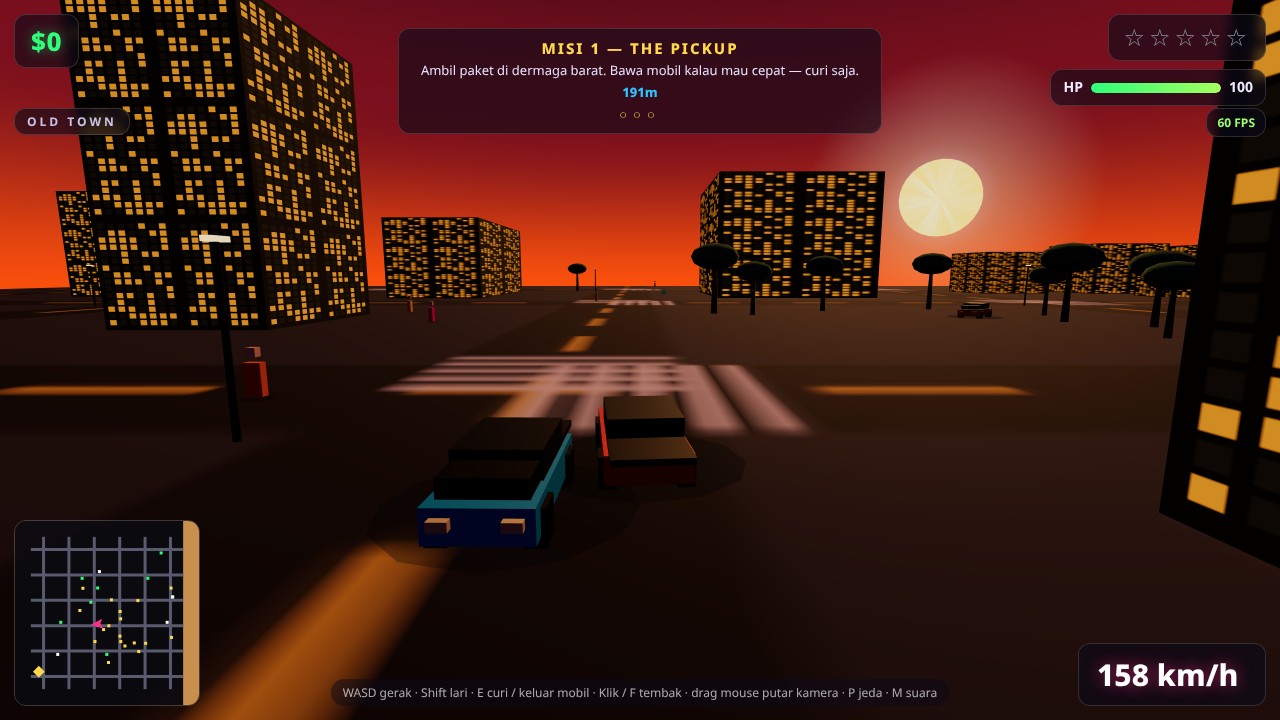 $0
MISI 1 — THE PICKUP
Ambil paket di dermaga barat. Bawa mobil kalau mau cepat — curi saja.
191m
HP 100
OLD TOWN
60 FPS
158 km/h
WASD gerak · Shift lari · E curi / keluar mobil · Klik / F tembak · drag mouse putar kamera · P jeda · M suara